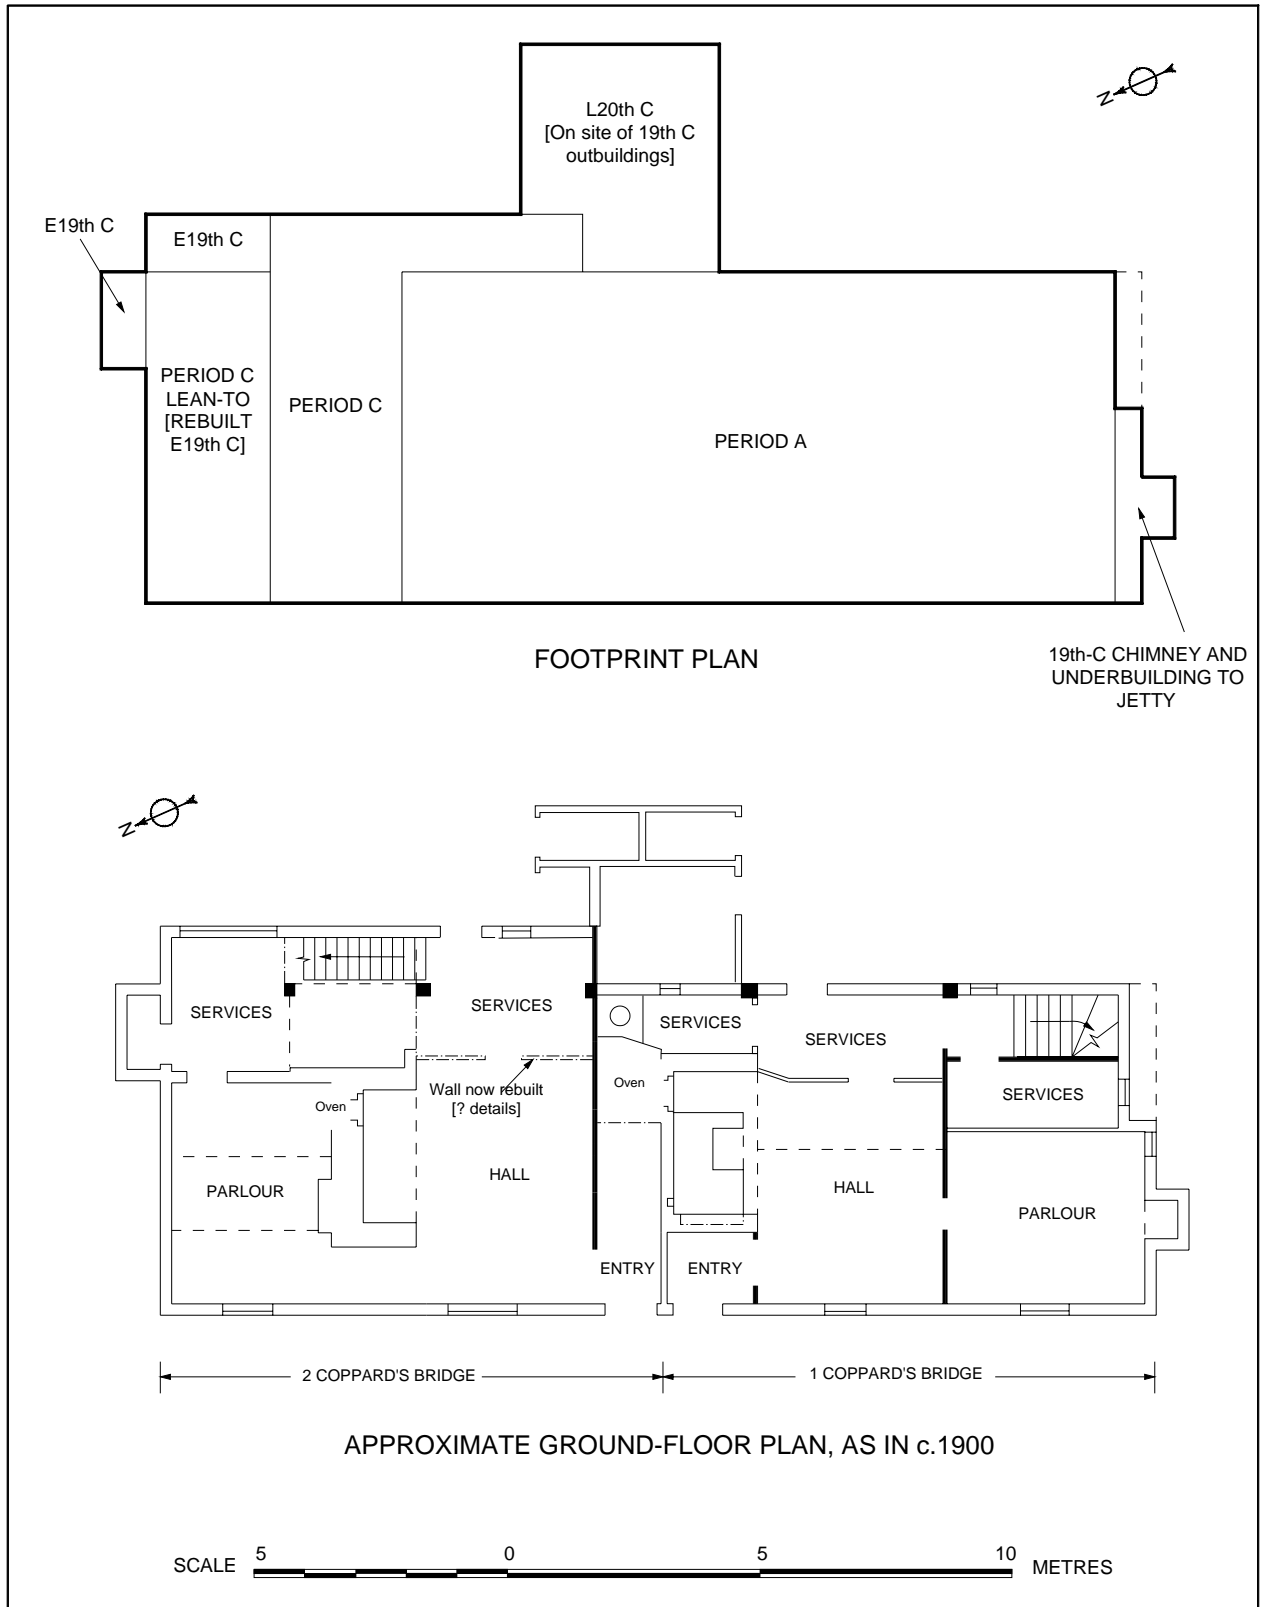 N
L20th C
[On site of 19th C
outbuildings]
E19th C
E19th C
PERIOD C
LEAN-TO
[REBUILT
E19th C]
PERIOD C
PERIOD A
FOOTPRINT PLAN
19th-C CHIMNEY AND
UNDERBUILDING TO
JETTY
N
SERVICES
SERVICES
SERVICES
SERVICES
SERVICES
Oven
Wall now rebuilt
[? details]
Oven
PARLOUR
HALL
HALL
PARLOUR
ENTRY
ENTRY
2 COPPARD'S BRIDGE
1 COPPARD'S BRIDGE
APPROXIMATE GROUND-FLOOR PLAN, AS IN c.1900
SCALE 5 0 5 10 METRES